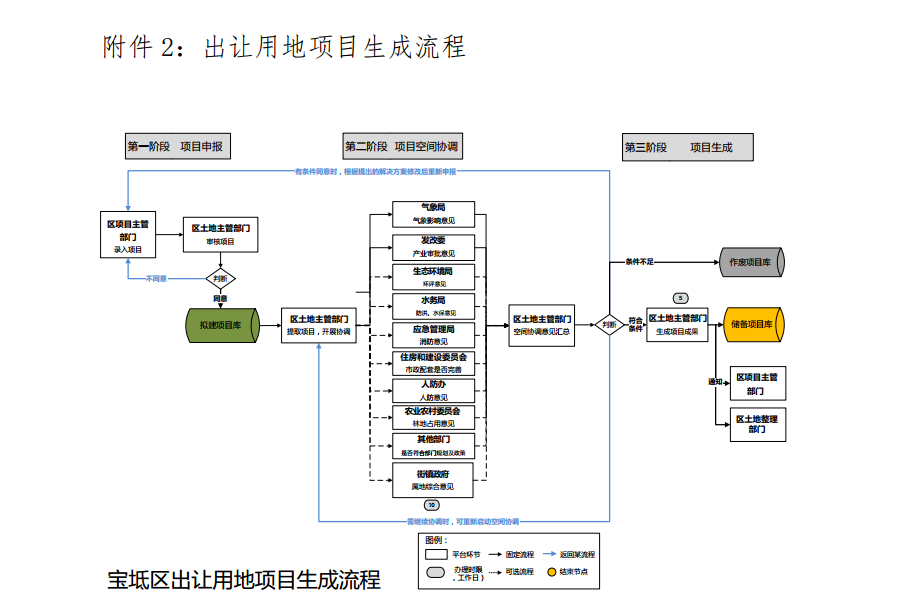 附件 2：出让用地项目生成流程
第一阶段 项目申报
第二阶段 项目空间协调
第三阶段 项目生成
有条件同意时，根据提出的解决方案修改后重新申报
区项目主管
部门
录入项目
区土地主管部门
审核项目
不同意
判断
同意
拟建项目库
区土地主管部门
提取项目，开展协调
气象局
气象影响意见
发改委
产业审批意见
生态环境局
环评意见
水务局
防洪、水保意见
应急管理局
消防意见
住房和建设委员会
市政配套是否完善
人防办
人防意见
农业农村委员会
林地占用意见
其他部门
是否符合部门规划及政策
街镇政府
属地综合意见
10
区土地主管部门
空间协调意见汇总
判断
条件不足
作废项目库
符合
条件
5
区土地主管部门
生成项目成果
储备项目库
通知
区项目主管
部门
区土地整理
部门
需继续协调时，可重新启动空间协调
图例：
平台环节
固定流程
返回某流程
办理时限
，工作日）
可选流程
结束节点
宝坻区出让用地项目生成流程